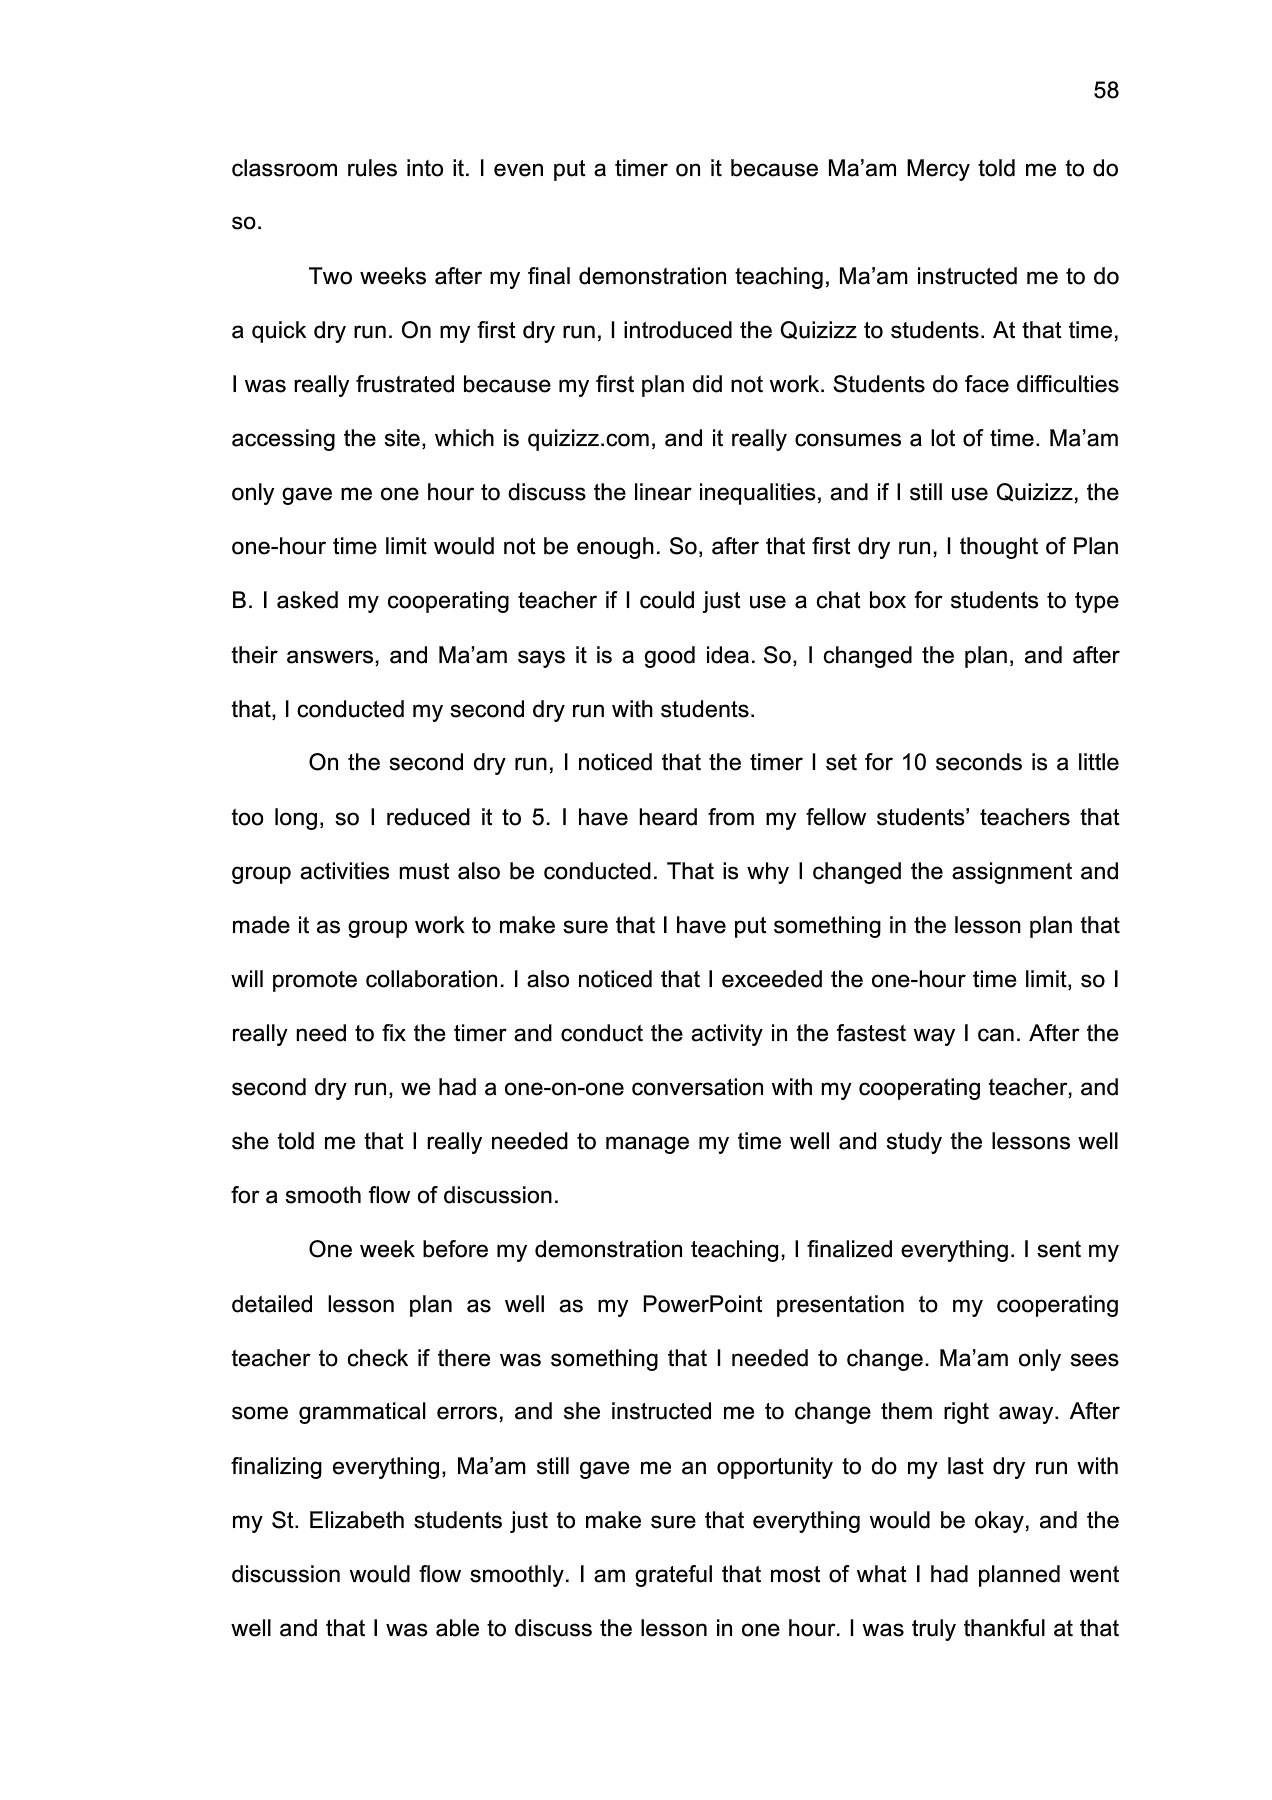 58
classroom rules into it. I even put a timer on it because Ma’am Mercy told me to do
so.
Two weeks after my final demonstration teaching, Ma’am instructed me to do
a quick dry run. On my first dry run, I introduced the Quizizz to students. At that time,
I was really frustrated because my first plan did not work. Students do face difficulties
accessing the site, which is quizizz.com, and it really consumes a lot of time. Ma’am
only gave me one hour to discuss the linear inequalities, and if I still use Quizizz, the
one-hour time limit would not be enough. So, after that first dry run, I thought of Plan
B. I asked my cooperating teacher if I could just use a chat box for students to type
their answers, and Ma’am says it is a good idea. So, I changed the plan, and after
that, I conducted my second dry run with students.
On the second dry run, I noticed that the timer I set for 10 seconds is a little
too long, so I reduced it to 5. I have heard from my fellow students’ teachers that
group activities must also be conducted. That is why I changed the assignment and
made it as group work to make sure that I have put something in the lesson plan that
will promote collaboration. I also noticed that I exceeded the one-hour time limit, so I
really need to fix the timer and conduct the activity in the fastest way I can. After the
second dry run, we had a one-on-one conversation with my cooperating teacher, and
she told me that I really needed to manage my time well and study the lessons well
for a smooth flow of discussion.
One week before my demonstration teaching, I finalized everything. I sent my
detailed lesson plan as well as my PowerPoint presentation to my cooperating
teacher to check if there was something that I needed to change. Ma’am only sees
some grammatical errors, and she instructed me to change them right away. After
finalizing everything, Ma’am still gave me an opportunity to do my last dry run with
my St. Elizabeth students just to make sure that everything would be okay, and the
discussion would flow smoothly. I am grateful that most of what I had planned went
well and that I was able to discuss the lesson in one hour. I was truly thankful at that